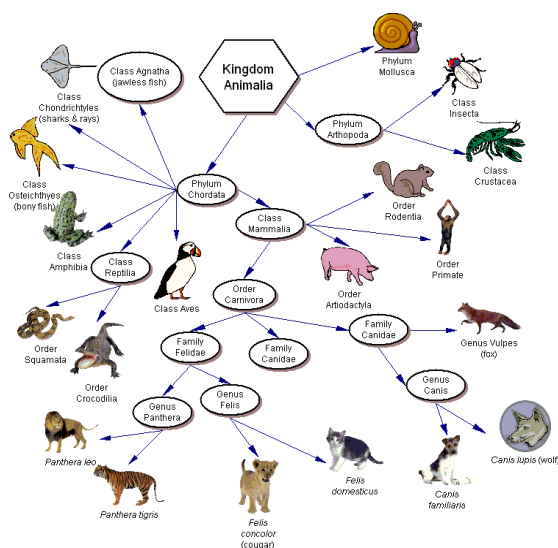 Kingdom
Animalia
Class Agnatha
(jawless fish)
Class
Chondrichtyles
(sharks & rays)
Phylum
Mollusca
Class
Insecta
Phylum
Arthopoda
Class
Crustacea
Class
Osteichthyes
(bony fish)
Phylum
Chordata
Class
Mammalia
Order
Rodentia
Order
Primate
Class
Amphibia
Class
Reptilia
Class Aves
Order
Artiodactyla
Order
Carnivora
Order
Squamata
Order
Crocodilia
Family
Felidae
Family
Canidae
Family
Canidae
Genus Vulpes
(fox)
Genus
Panthera
Genus
Felis
Genus
Canis
Panthera leo
Panthera tigris
Felis
concolor
(cougar)
Felis
domesticus
Canis
familiaris
Canis lupis (wolf)